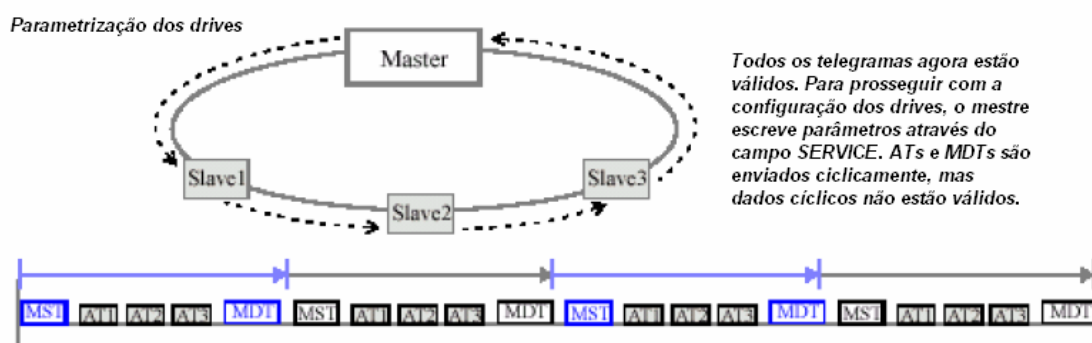 Parametrização dos drives
Master
Todos os telegramas agora estão
válidos. Para prosseguir com a
configuração dos drives, o mestre
escreve parâmetros através do
campo SERVICE. ATs e MDTs são
enviados ciclicamente, mas
dados cíclicos não estão válidos.
Slave1
Slave2
Slave3
MST AT1 AT2 AT3 MDT MST AT1 AT2 AT3 MDT MST AT1 AT2 AT3 MDT MST AT1 AT2 AT3 MDT